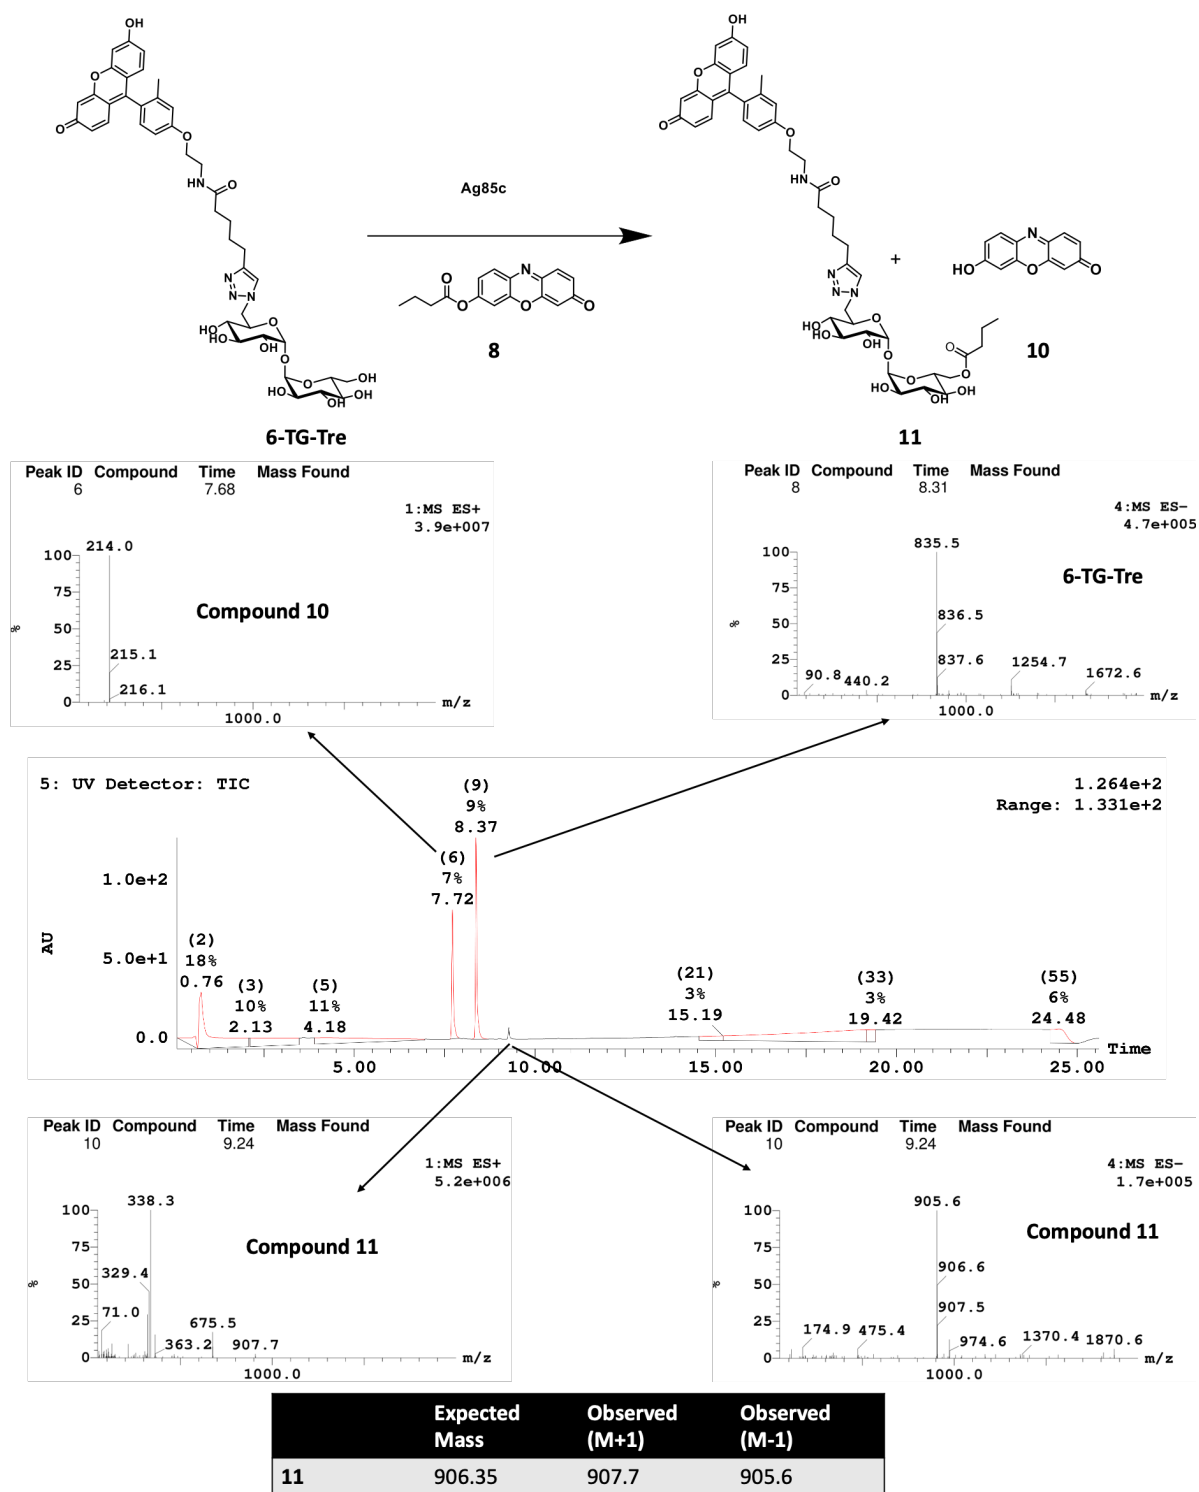 OH
O
O
O
HN
O
N
N=N
N
HO
HO
O
OH
O
O
OH
HO
HO
OH
OH
6-TG-Tre
Ag85c
O
O
N
O
O
8
OH
O
O
O
HN
O
N
N=N
N
HO
HO
O
OH
O
O
O
O
HO
HO
OH
OH
11
+
N
HO
O
O
10
Peak ID Compound Time Mass Found
6 7.68
1:MS ES+
3.9e+007
214.0
100
75
50
25
0
%
215.1
216.1
Compound 10
m/z
1000.0
Peak ID Compound Time Mass Found
8 8.31
4:MS ES-
4.7e+005
835.5
100
75
50
25
0
%
6-TG-Tre
836.5
837.6
1254.7
1672.6
90.8
440.2
m/z
1000.0
5: UV Detector: TIC
1.264e+2
Range: 1.331e+2
(9)
9%
8.37
(6)
7%
7.72
1.0e+2
5.0e+1
0.0
AU
(2)
18%
0.76
(3)
10%
2.13
(5)
11%
4.18
(21)
3%
15.19
(33)
3%
19.42
(55)
6%
24.48
Time
5.00 10.00 15.00 20.00 25.00
Peak ID Compound Time Mass Found
10 9.24
1:MS ES+
5.2e+006
338.3
100
75
50
25
0
%
Compound 11
329.4
71.0
363.2
675.5
907.7
m/z
1000.0
Peak ID Compound Time Mass Found
10 9.24
4:MS ES-
1.7e+005
905.6
100
75
50
25
0
%
Compound 11
906.6
907.5
174.9
475.4
974.6
1370.4
1870.6
m/z
1000.0
Expected Mass Observed (M+1) Observed (M-1)
11 906.35 907.7 905.6